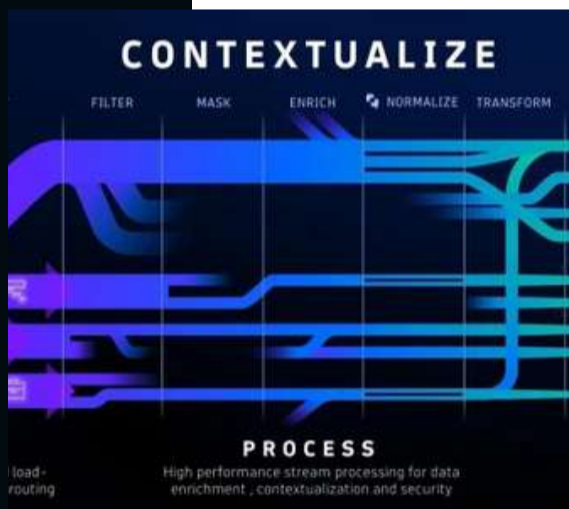 CONTEXTUALIZE
FILTER MASK ENRICH NORMALIZE TRANSFORM
PROCESS
load-
routing
High performance stream processing for data
enrichment , contextualization and security